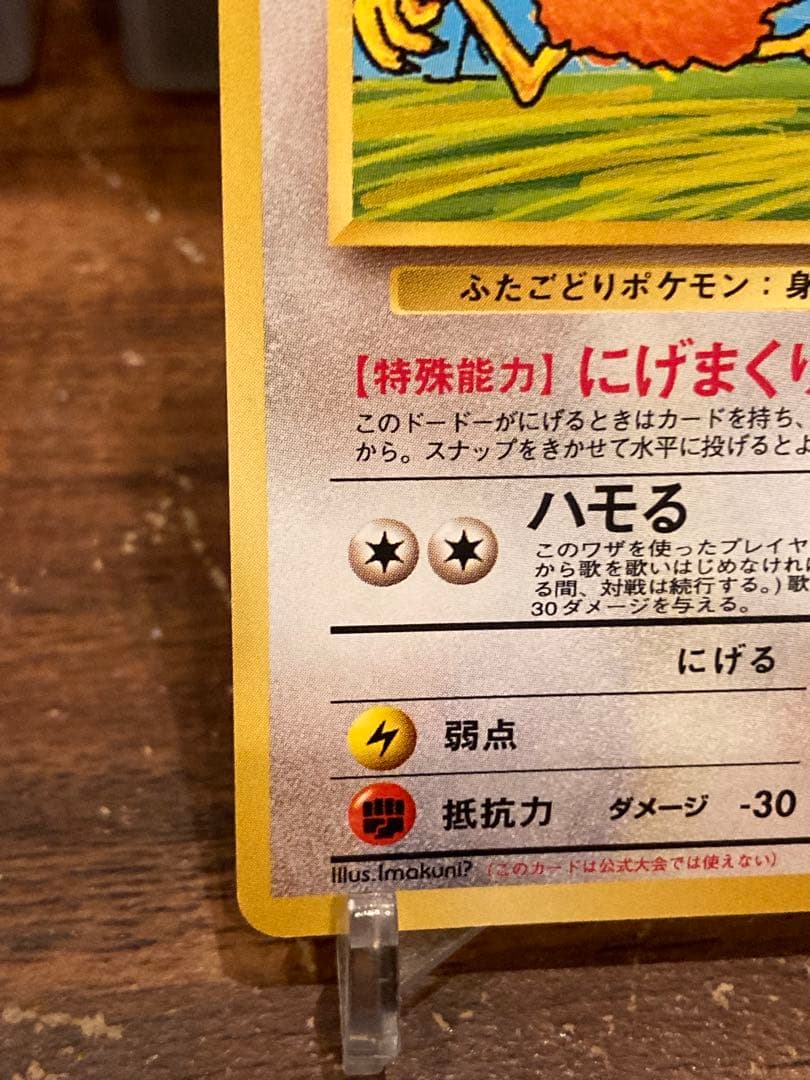 ふたごどりポケモン：身
【特殊能力】にげまくり
このドードーがにげるときはカードを持ち、
から。スナップをきかせて水平に投げるとよ
ハモる
このワザを使ったプレイヤ
から歌を歌いはじめなければ
る間、対戦は続行する。）歌
30ダメージを与える。
にげる
弱点
抵抗力 ダメージ -30
Illus.Imakuni? （このカードは公式大会では使えない）